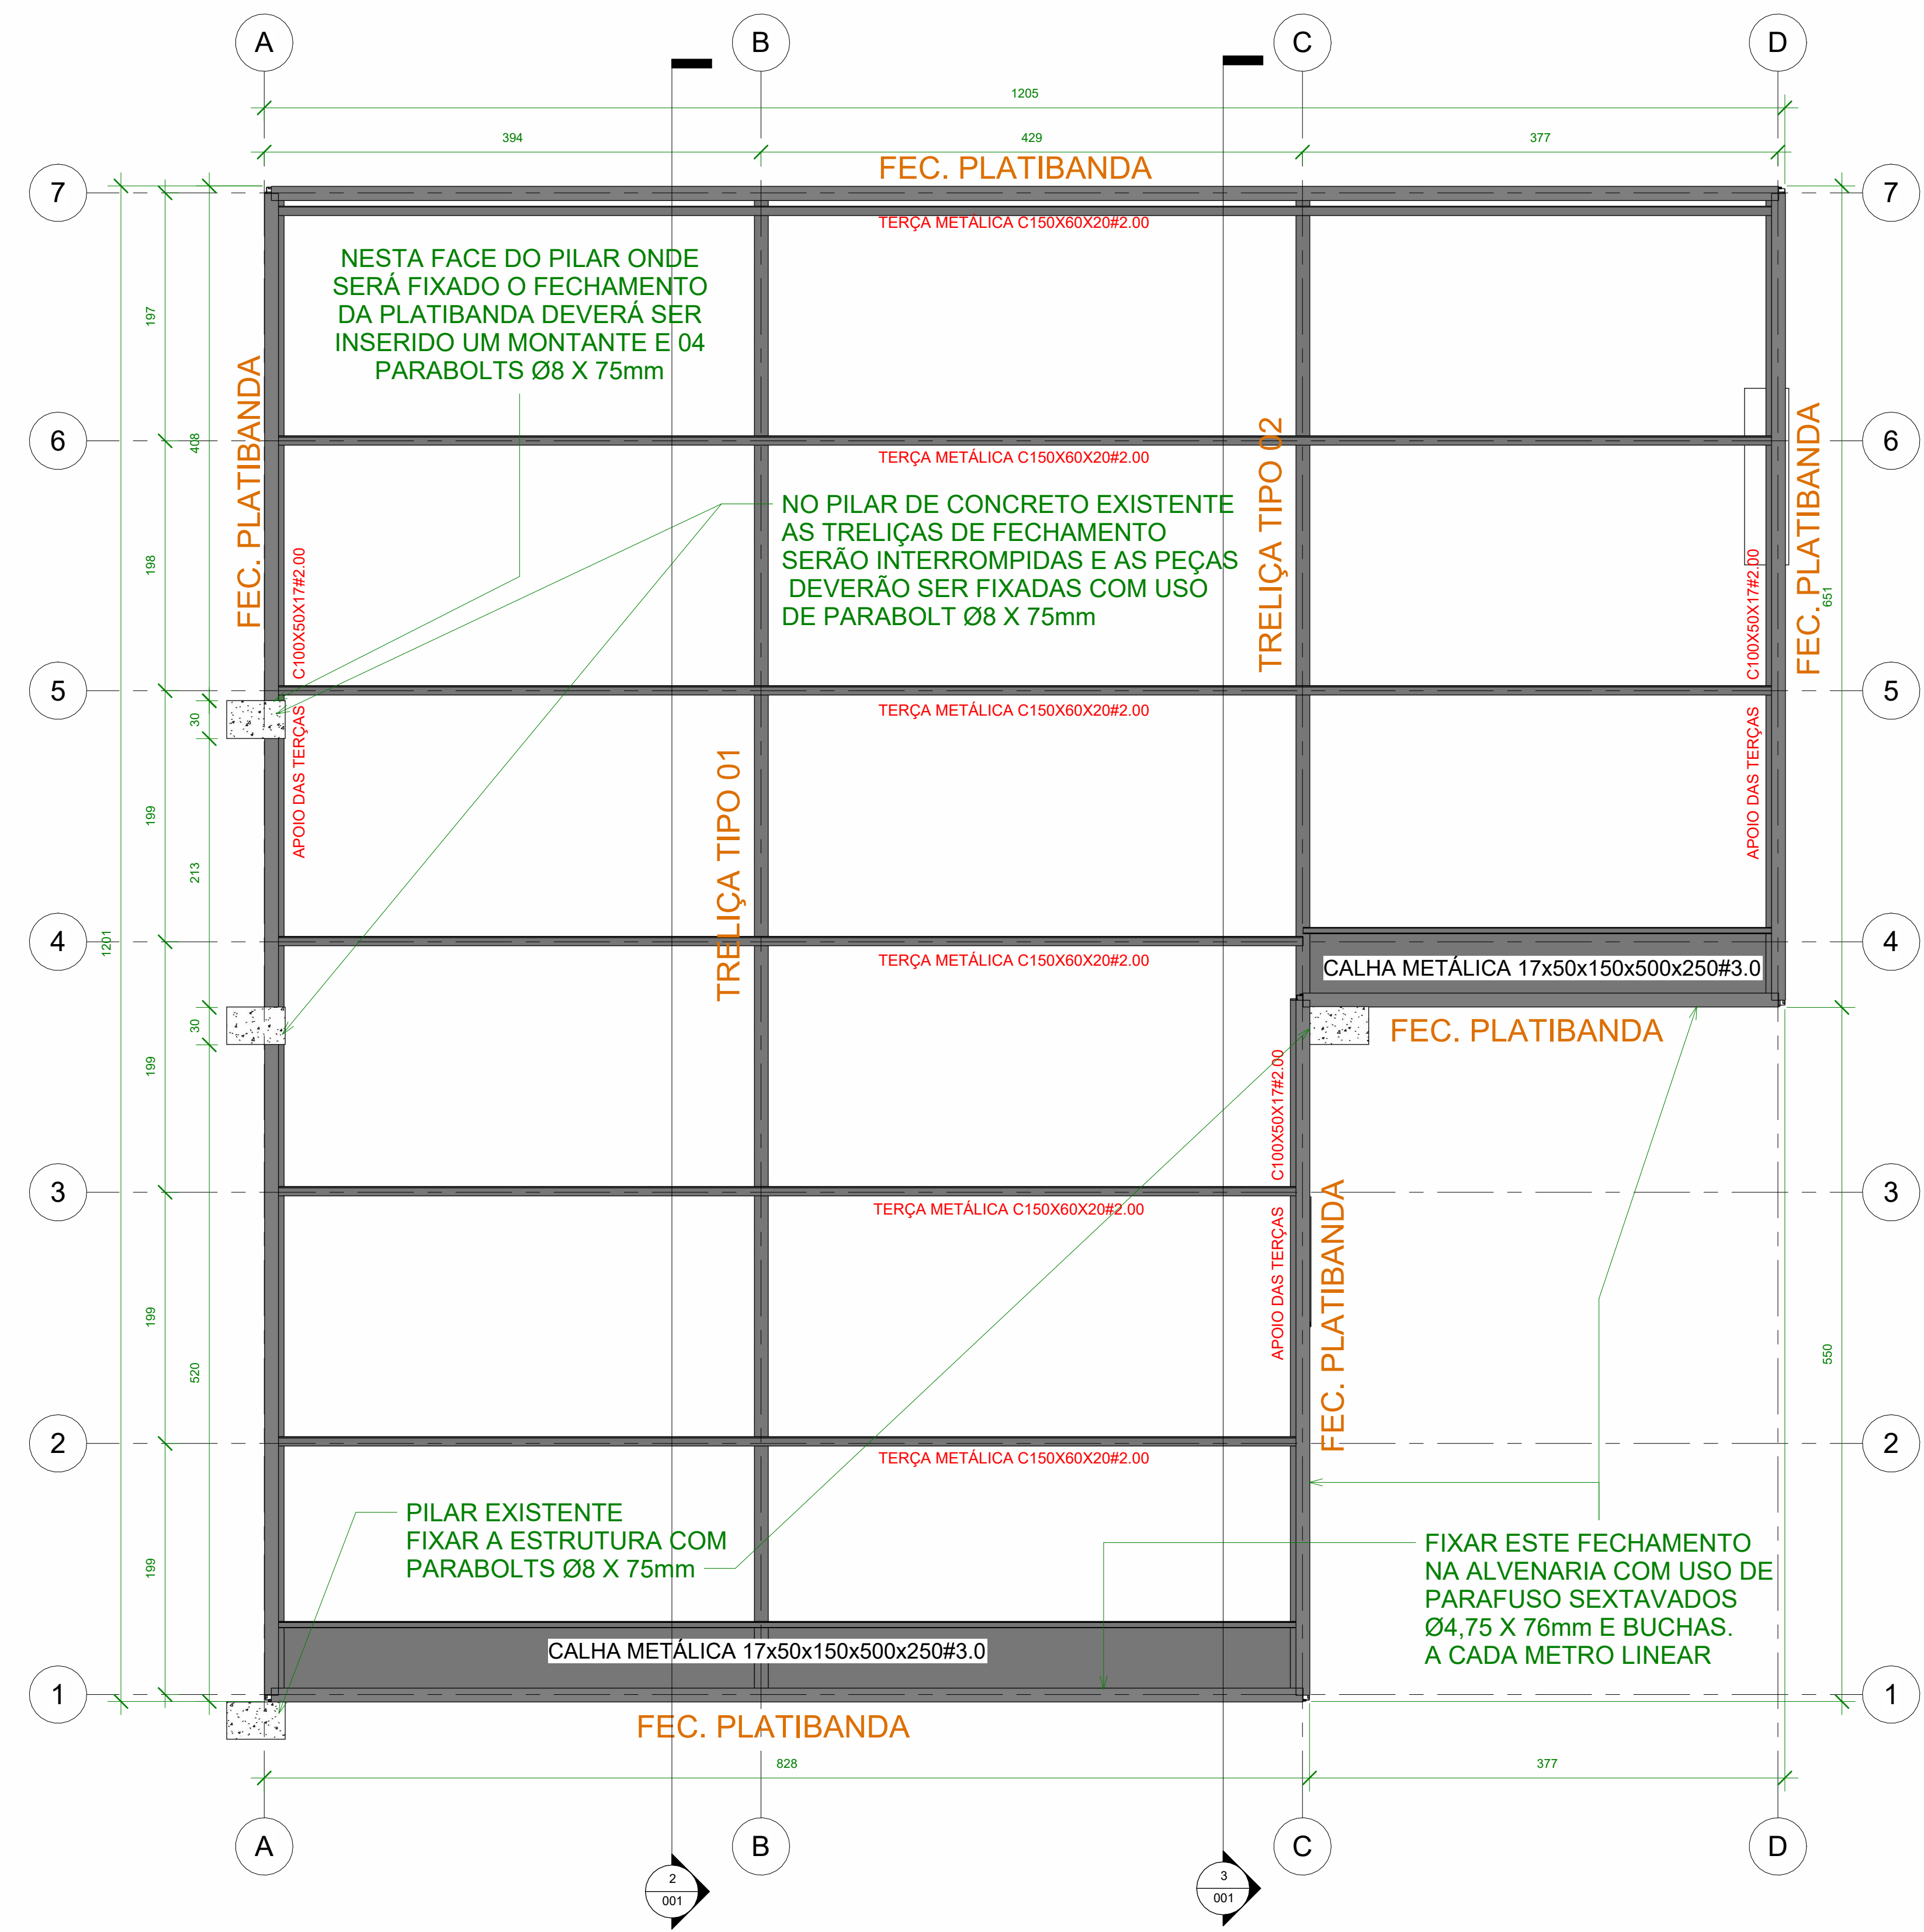 A
B
C
D
1205
394
429
377
FEC. PLATIBANDA
7
7
TERÇA METÁLICA C150X60X20#2.00
NESTA FACE DO PILAR ONDE
SERÁ FIXADO O FECHAMENTO
DA PLATIBANDA DEVERÁ SER
INSERIDO UM MONTANTE E 04
PARABOLTS Ø8 X 75mm
197
408
FEC. PLATIBANDA
6
6
TERÇA METÁLICA C150X60X20#2.00
TRELIÇA TIPO 02
FEC. PLATIBANDA
NO PILAR DE CONCRETO EXISTENTE
AS TRELIÇAS DE FECHAMENTO
SERÃO INTERROMPIDAS E AS PEÇAS
DEVERÃO SER FIXADAS COM USO
DE PARABOLT Ø8 X 75mm
198
651
APOIO DAS TERÇAS C100X50X17#2.00
APOIO DAS TERÇAS C100X50X17#2.00
5
5
TERÇA METÁLICA C150X60X20#2.00
30
199
213
TRELIÇA TIPO 01
4
4
1201
TERÇA METÁLICA C150X60X20#2.00
CALHA METÁLICA 17x50x150x500x250#3.0
30
FEC. PLATIBANDA
199
APOIO DAS TERÇAS C100X50X17#2.00
3
3
TERÇA METÁLICA C150X60X20#2.00
FEC. PLATIBANDA
199
520
550
2
2
TERÇA METÁLICA C150X60X20#2.00
PILAR EXISTENTE
FIXAR A ESTRUTURA COM
PARABOLTS Ø8 X 75mm
FIXAR ESTE FECHAMENTO
NA ALVENARIA COM USO DE
PARAFUSO SEXTAVADOS
Ø4,75 X 76mm E BUCHAS.
A CADA METRO LINEAR
199
CALHA METÁLICA 17x50x150x500x250#3.0
1
1
FEC. PLATIBANDA
828
377
A
B
C
D
2
001
3
001